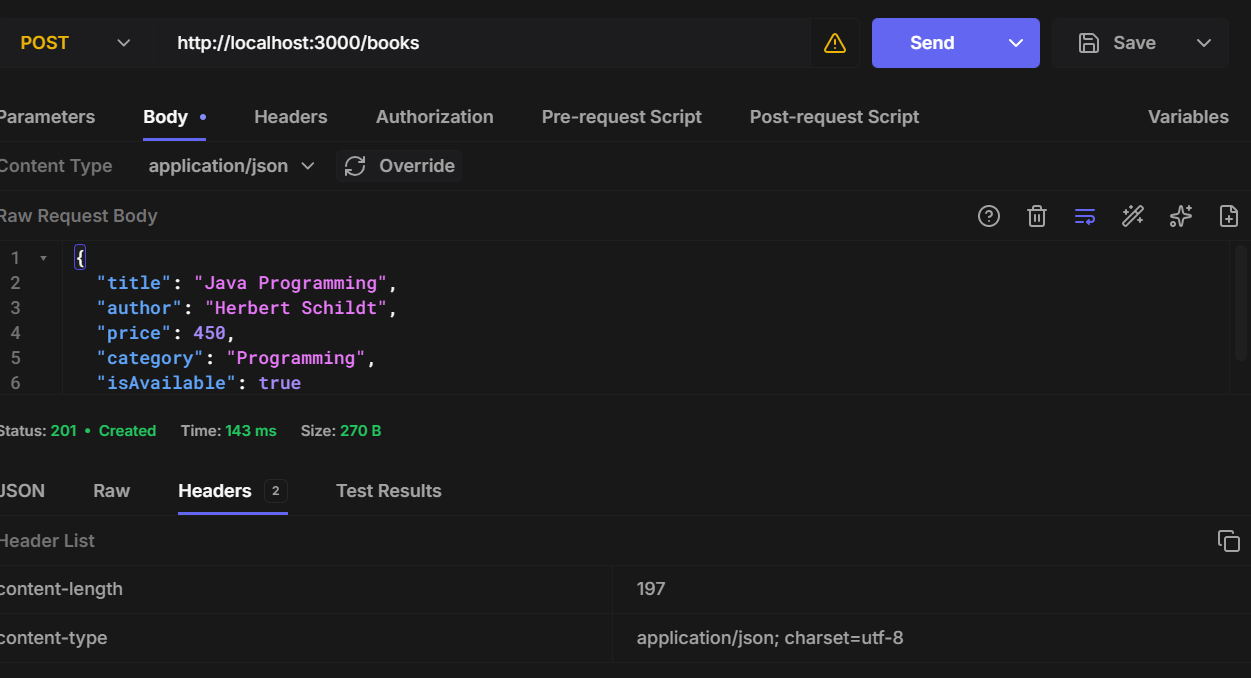 POST http://localhost:3000/books Send Save
Parameters Body Headers Authorization Pre-request Script Post-request Script Variables
Content Type application/json Override
Raw Request Body
1 {
2 "title": "Java Programming",
3 "author": "Herbert Schildt",
4 "price": 450,
5 "category": "Programming",
6 "isAvailable": true
Status: 201 • Created Time: 143 ms Size: 270 B
JSON Raw Headers 2 Test Results
Header List
content-length 197
content-type application/json; charset=utf-8